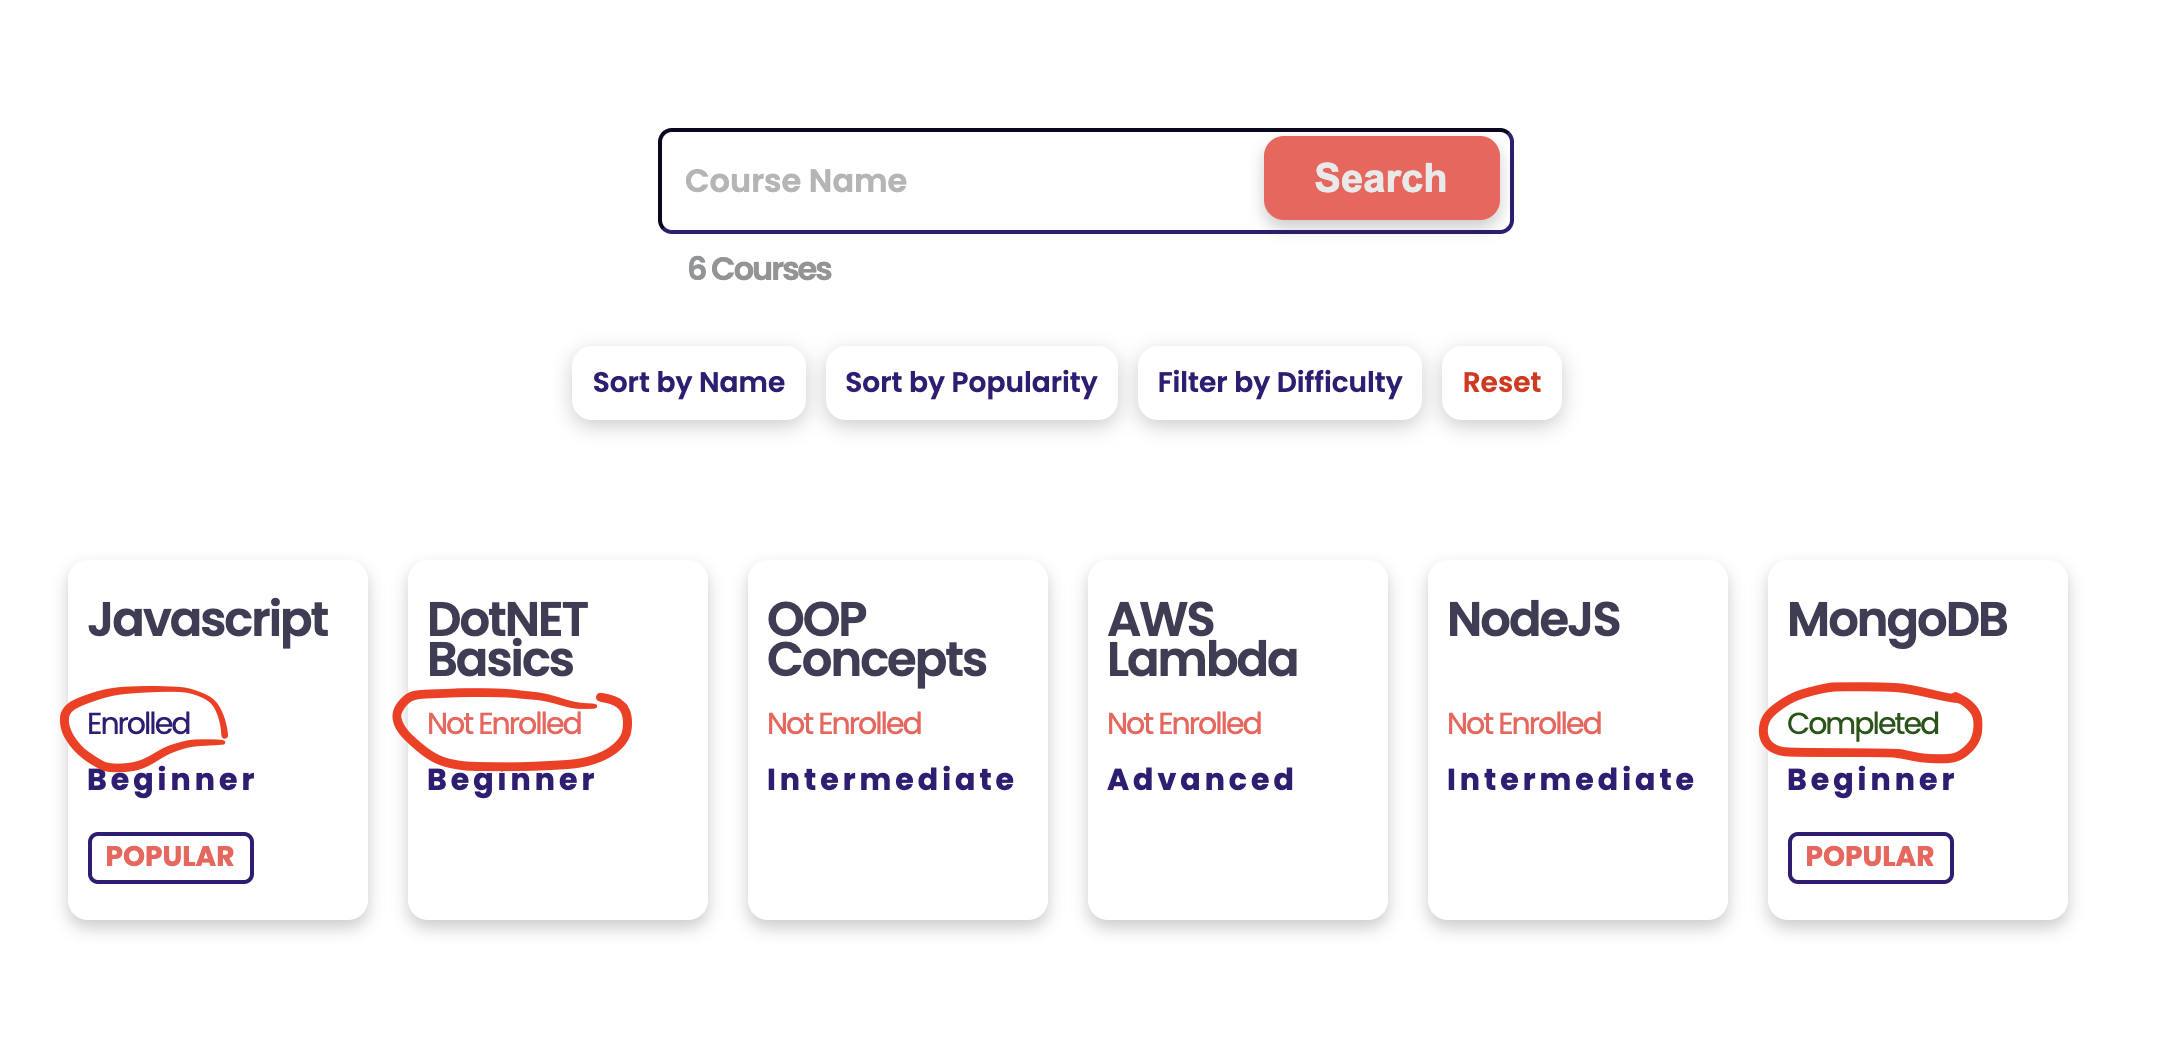 Course Name
Search
6 Courses
Sort by Name
Sort by Popularity
Filter by Difficulty
Reset
Javascript
Enrolled
Beginner
POPULAR
DotNET
Basics
Not Enrolled
Beginner
OOP
Concepts
Not Enrolled
Intermediate
AWS
Lambda
Not Enrolled
Advanced
NodeJS
Not Enrolled
Intermediate
MongoDB
Completed
Beginner
POPULAR